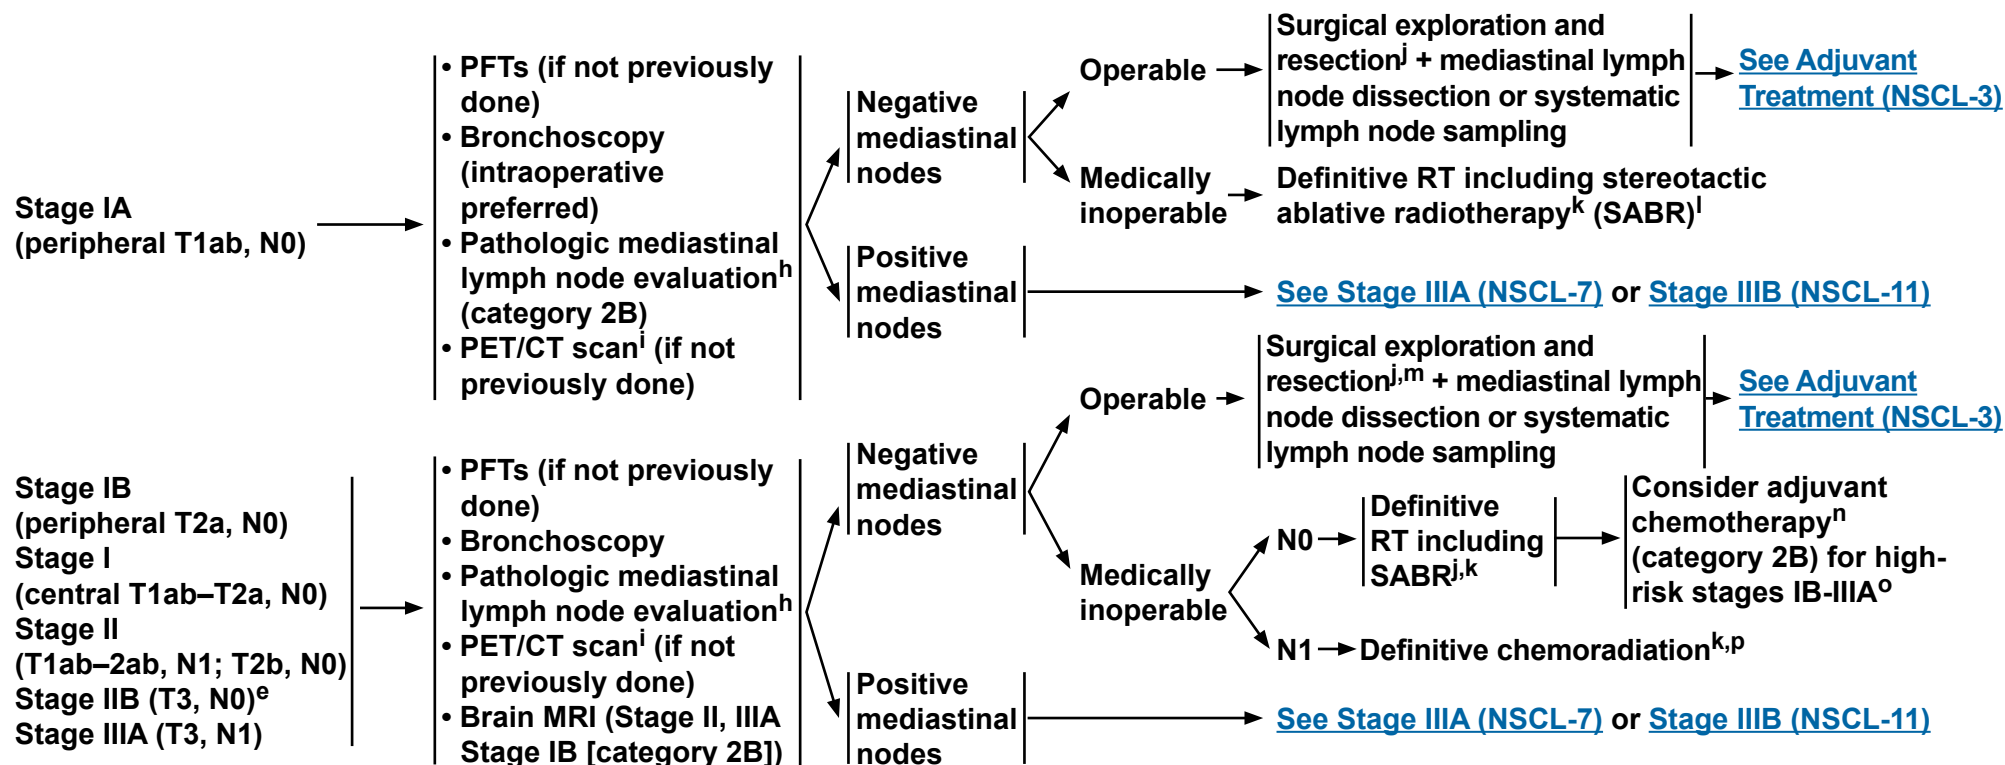 Stage IA
(peripheral T1ab, N0)
• PFTs (if not previously
done)
• Bronchoscopy
(intraoperative
preferred)
• Pathologic mediastinal
lymph node evaluationh
(category 2B)
• PET/CT scani (if not
previously done)
Negative
mediastinal
nodes
Operable
Surgical exploration and
resectionj + mediastinal lymph
node dissection or systematic
lymph node sampling
See Adjuvant
Treatment (NSCL-3)
Medically
inoperable
Definitive RT including stereotactic
ablative radiotherapyk (SABR)l
Positive
mediastinal
nodes
See Stage IIIA (NSCL-7) or Stage IIIB (NSCL-11)
Stage IB
(peripheral T2a, N0)
Stage I
(central T1ab–T2a, N0)
Stage II
(T1ab–2ab, N1; T2b, N0)
Stage IIB (T3, N0)e
Stage IIIA (T3, N1)
• PFTs (if not previously
done)
• Bronchoscopy
• Pathologic mediastinal
lymph node evaluationh
• PET/CT scani (if not
previously done)
• Brain MRI (Stage II, IIIA
Stage IB [category 2B])
Negative
mediastinal
nodes
Operable
Surgical exploration and
resectionj,m + mediastinal lymph
node dissection or systematic
lymph node sampling
See Adjuvant
Treatment (NSCL-3)
Medically
inoperable
N0
Definitive
RT including
SABRj,k
Consider adjuvant
chemotherapyn
(category 2B) for high-
risk stages IB-IIIAo
N1
Definitive chemoradiationk,p
Positive
mediastinal
nodes
See Stage IIIA (NSCL-7) or Stage IIIB (NSCL-11)